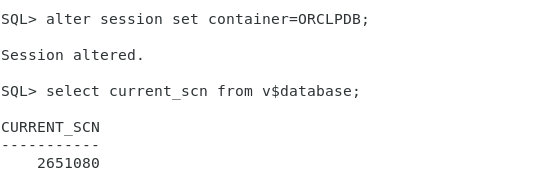 SQL> alter session set container=ORCLPDB;
Session altered.
SQL> select current_scn from v$database;
CURRENT_SCN
-----------
2651080